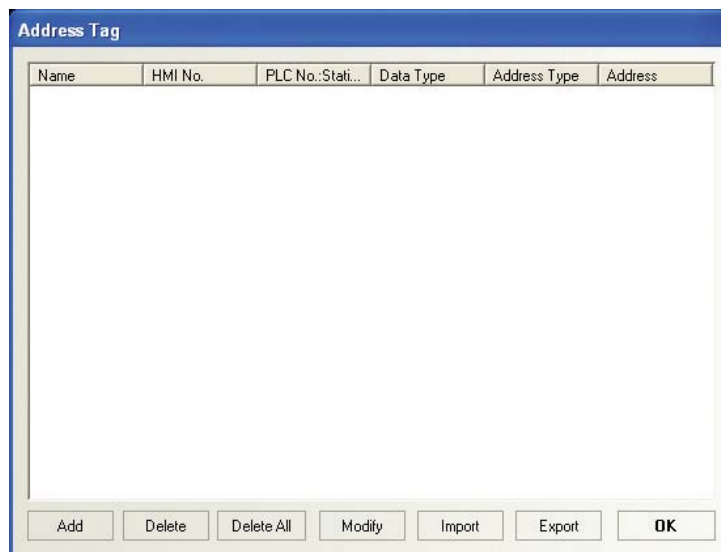 Address Tag
Name HMI No. PLC No.:Stati... Data Type Address Type Address
Add Delete Delete All Modify Import Export OK